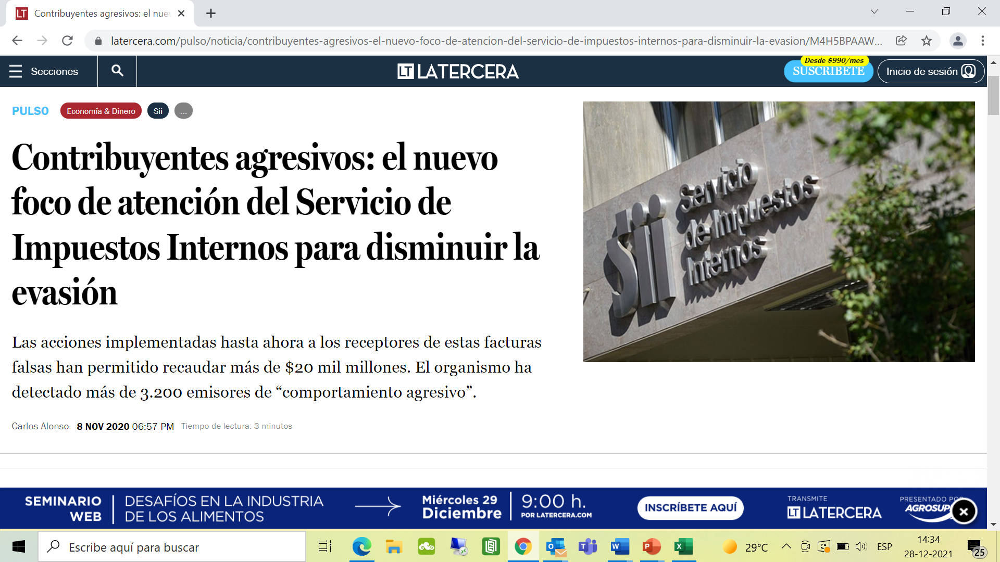 Contribuyentes agresivos: el nue
latercera.com/pulso/noticia/contribuyentes-agresivos-el-nuevo-foco-de-atencion-del-servicio-de-impuestos-internos-para-disminuir-la-evasion/M4H5BPAAW...
Secciones
LT LATERCERA
Desde $990/mes
SUSCRÍBETE
Inicio de sesión
PULSO
Economía & Dinero
Sii
...
Contribuyentes agresivos: el nuevo
foco de atención del Servicio de
Impuestos Internos para disminuir la
evasión
Las acciones implementadas hasta ahora a los receptores de estas facturas
falsas han permitido recaudar más de $20 mil millones. El organismo ha
detectado más de 3.200 emisores de “comportamiento agresivo”.
Carlos Alonso 8 NOV 2020 06:57 PM Tiempo de lectura: 3 minutos
sii
Servicio
de Impuestos
Internos
SEMINARIO
WEB
DESAFÍOS EN LA INDUSTRIA
DE LOS ALIMENTOS
Miércoles 29
Diciembre
9:00 h.
POR LATERCERA.COM
INSCRÍBETE AQUÍ
TRANSMITE
LT LATERCERA
PRESENTADO POR
AGROSUP
Escribe aquí para buscar
29°C
ESP
14:34
28-12-2021
25